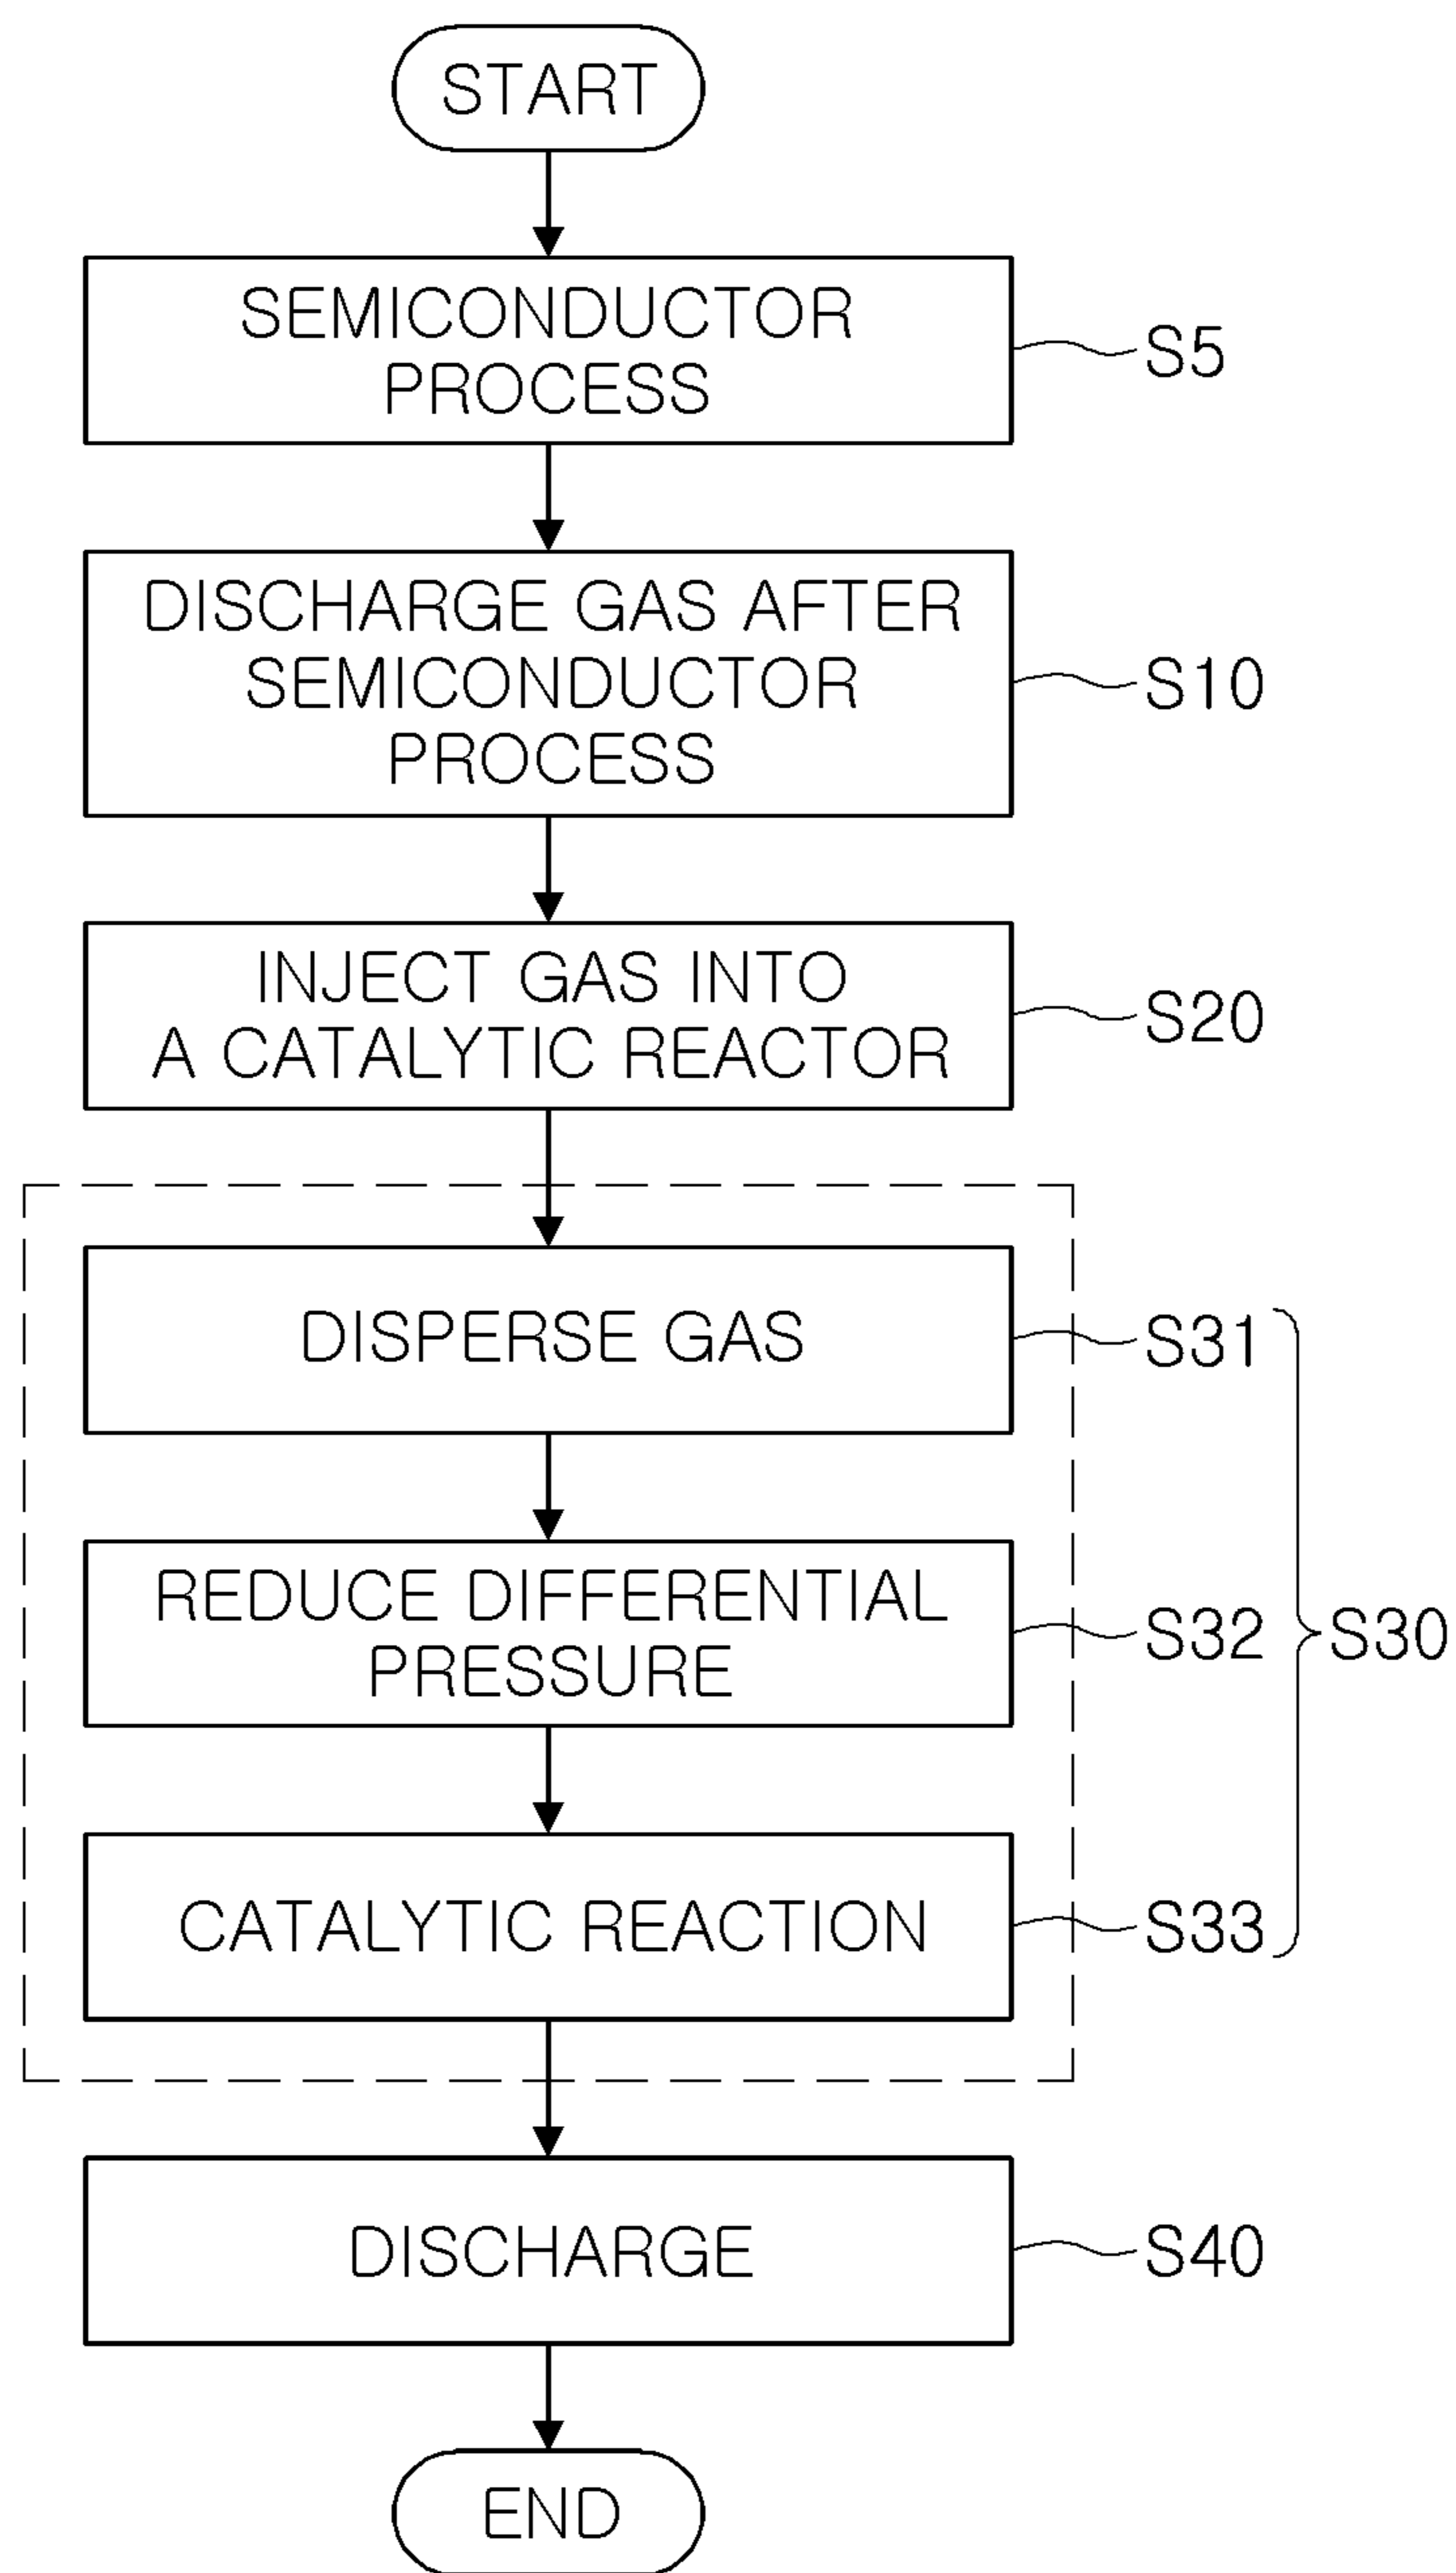 START
SEMICONDUCTOR
PROCESS
S5
DISCHARGE GAS AFTER
SEMICONDUCTOR
PROCESS
S10
INJECT GAS INTO
A CATALYTIC REACTOR
S20
DISPERSE GAS
S31
REDUCE DIFFERENTIAL
PRESSURE
S32
S30
CATALYTIC REACTION
S33
DISCHARGE
S40
END